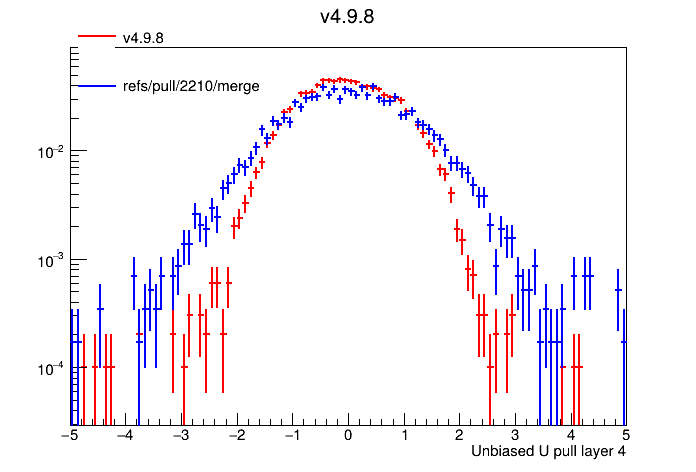 v4.9.8
v4.9.8
refs/pull/2210/merge
10⁻²
10⁻³
10⁻⁴
−5 −4 −3 −2 −1 0 1 2 3 4 5
Unbiased U pull layer 4